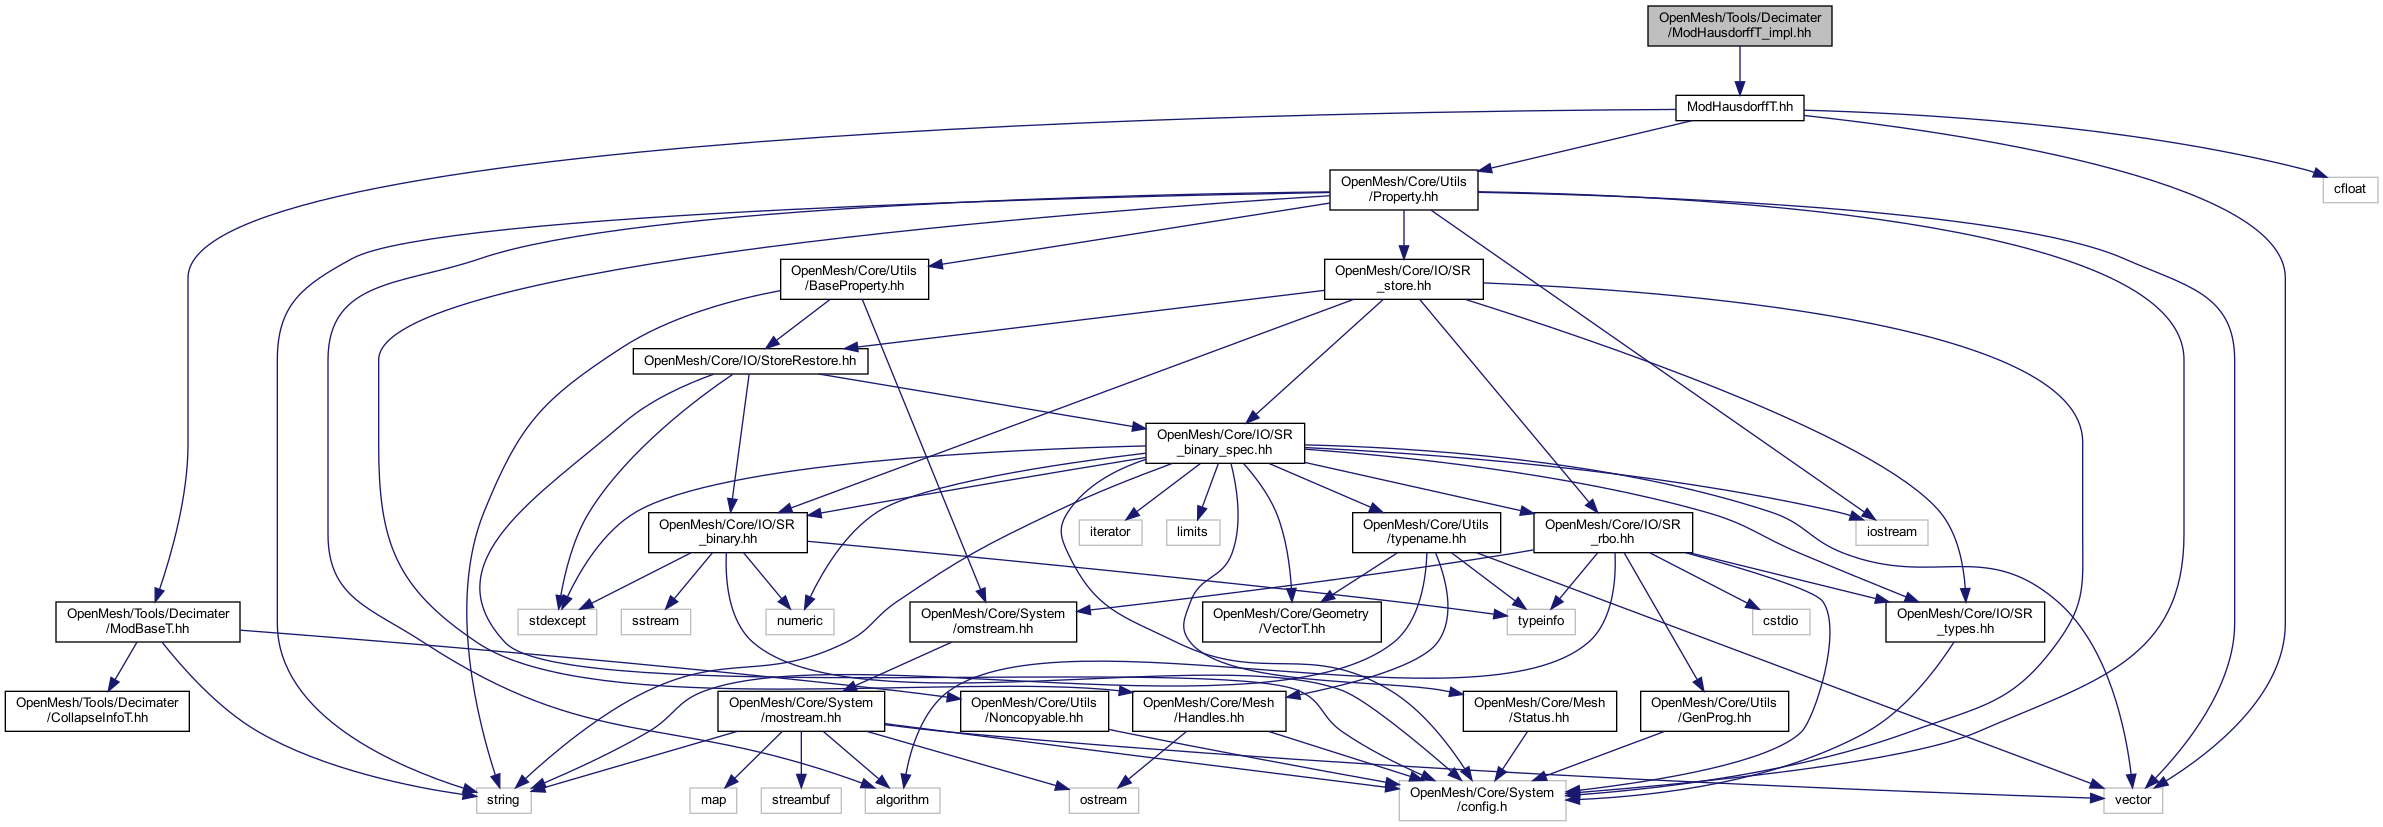 OpenMesh/Tools/Decimater
/ModHausdorffT_impl.hh
ModHausdorffT.hh
OpenMesh/Core/Utils
/Property.hh
cfloat
OpenMesh/Core/Utils
/BaseProperty.hh
OpenMesh/Core/IO/SR
_store.hh
OpenMesh/Core/IO/StoreRestore.hh
OpenMesh/Core/IO/SR
_binary_spec.hh
OpenMesh/Core/IO/SR
_binary.hh
iterator
limits
OpenMesh/Core/Utils
/typename.hh
OpenMesh/Core/IO/SR
_rbo.hh
iostream
OpenMesh/Tools/Decimater
/ModBaseT.hh
stdexcept
sstream
numeric
OpenMesh/Core/System
/omstream.hh
OpenMesh/Core/Geometry
/VectorT.hh
typeinfo
cstdio
OpenMesh/Core/IO/SR
_types.hh
OpenMesh/Tools/Decimater
/CollapseInfoT.hh
OpenMesh/Core/System
/mostream.hh
OpenMesh/Core/Utils
/Noncopyable.hh
OpenMesh/Core/Mesh
/Handles.hh
OpenMesh/Core/Mesh
/Status.hh
OpenMesh/Core/Utils
/GenProg.hh
string
map
streambuf
algorithm
ostream
OpenMesh/Core/System
/config.h
vector